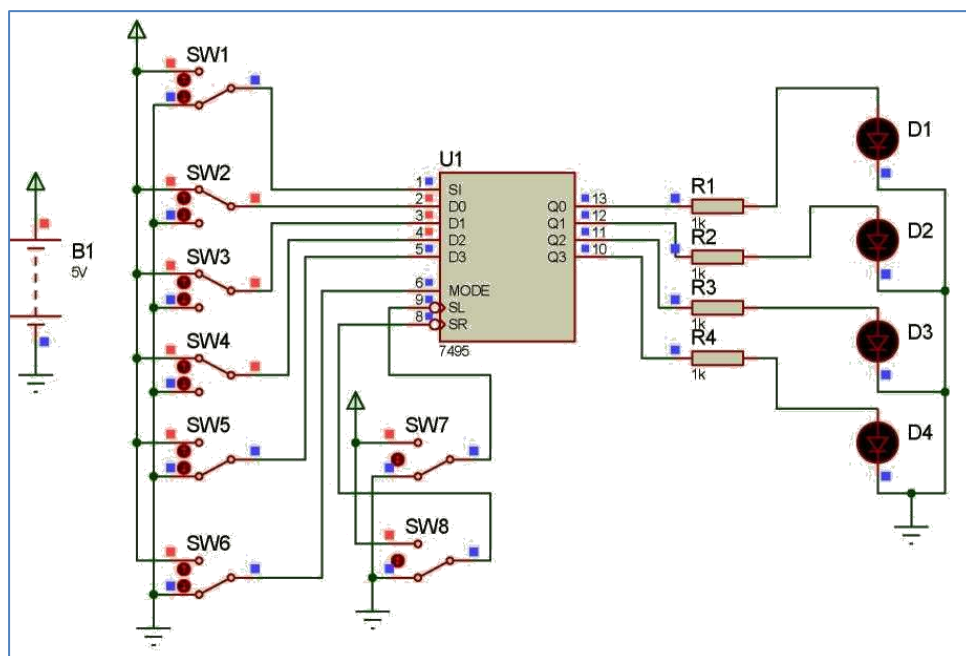 SW1
SW2
SW3
SW4
SW5
SW6
B1
5V
U1
1 SI
2 D0
3 D1
4 D2
5 D3
6 MODE
9 SL
8 SR
Q0 13
Q1 12
Q2 11
Q3 10
7495
SW7
SW8
R1
1k
R2
1k
R3
1k
R4
1k
D1
D2
D3
D4